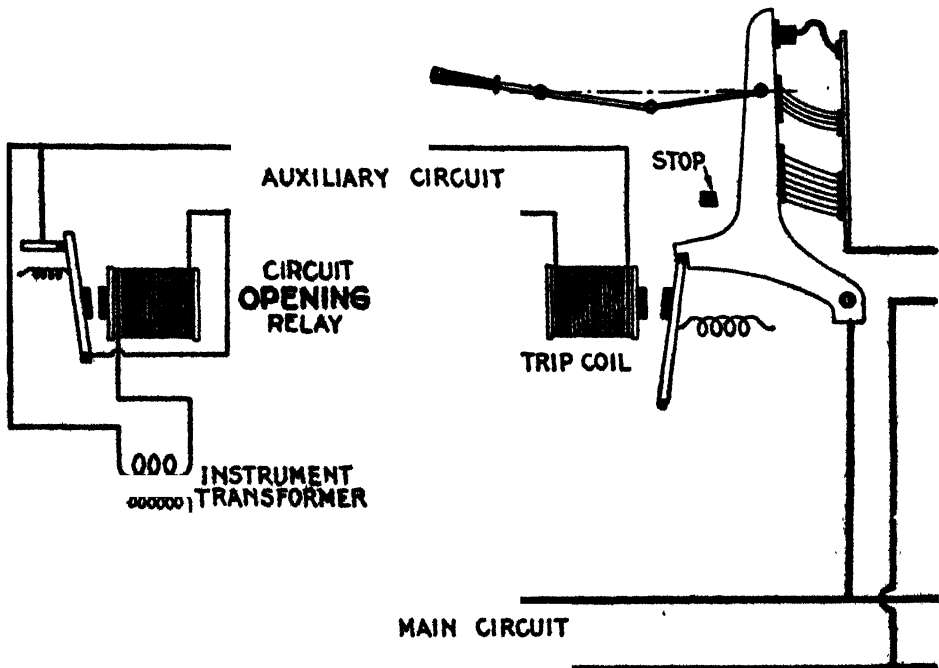 STOP
AUXILIARY CIRCUIT
CIRCUIT
OPENING
RELAY
TRIP COIL
INSTRUMENT
TRANSFORMER
MAIN CIRCUIT